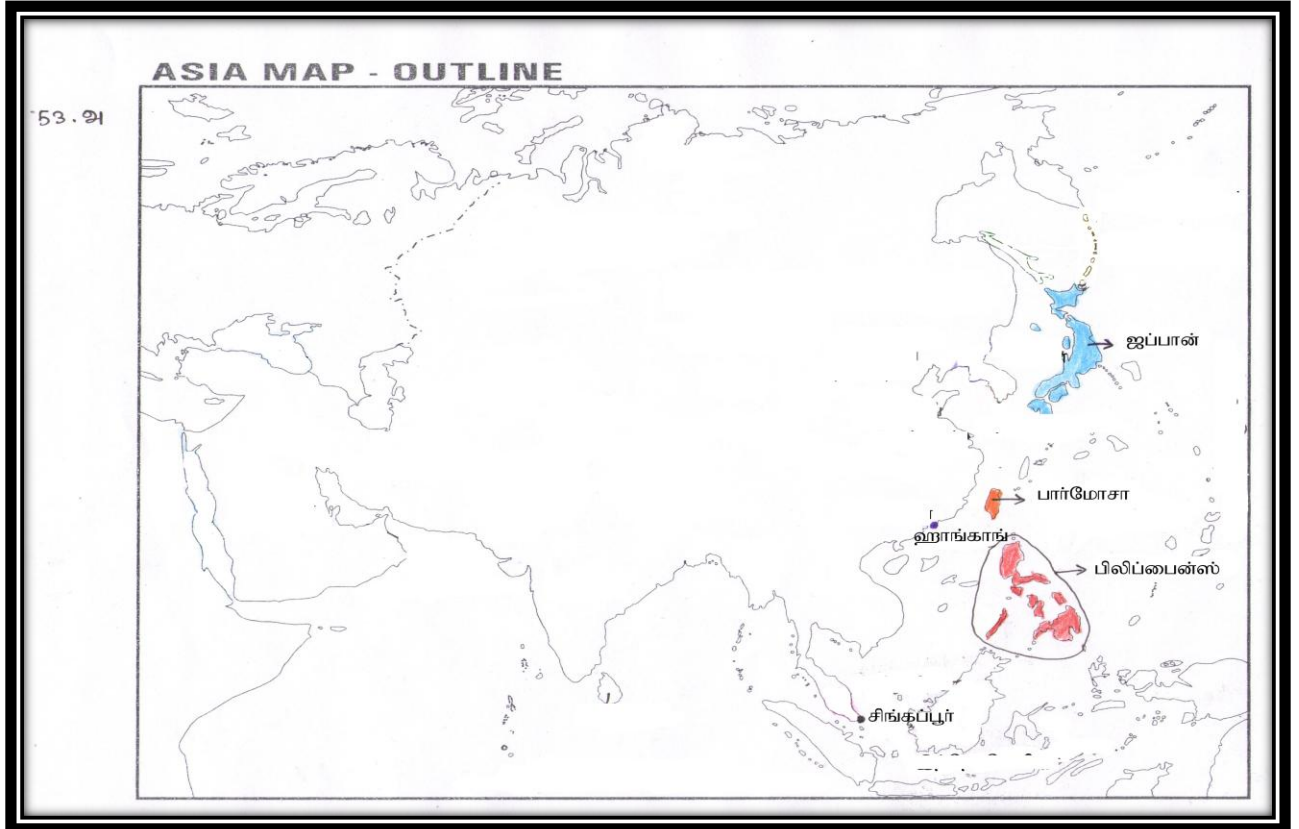 ASIA MAP - OUTLINE
53.அ
ஜப்பான்
பார்மோசா
ஹாங்காங்
பிலிப்பைன்ஸ்
சிங்கப்பூர்